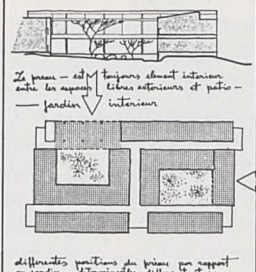 Le preau — est toujours element interieur
entre les espaces libres exterieurs et patio —
— jardin interieur
differentes positions du préau par rapport